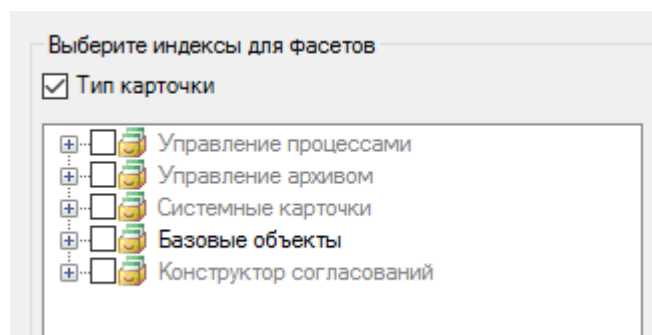 Выберите индексы для фасетов
Тип карточки
Управление процессами
Управление архивом
Системные карточки
Базовые объекты
Конструктор согласований